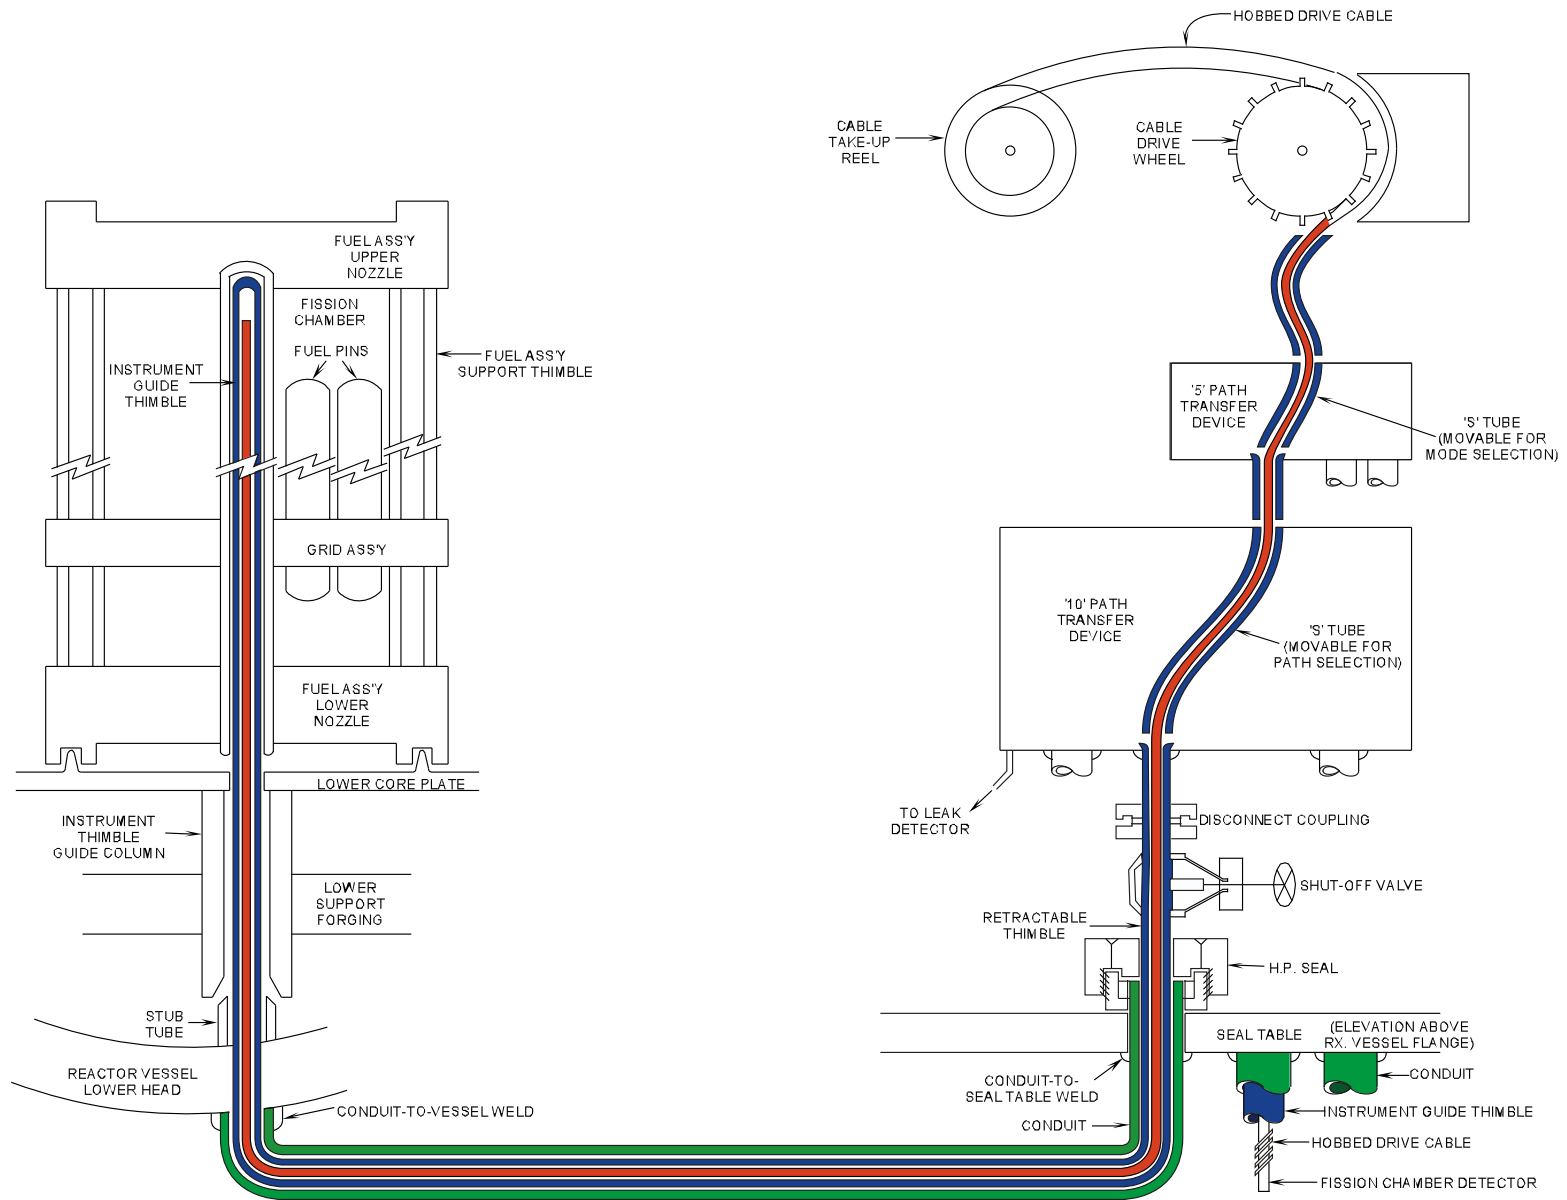 HOBBED DRIVE CABLE
CABLE
TAKE-UP
REEL
CABLE
DRIVE
WHEEL
FUEL ASS'Y
UPPER
NOZZLE
FISSION
CHAMBER
FUEL PINS
INSTRUMENT
GUIDE
THIMBLE
FUEL ASS'Y
SUPPORT THIMBLE
'5' PATH
TRANSFER
DEVICE
'S' TUBE
(MOVABLE FOR
MODE SELECTION)
GRID ASS'Y
'10' PATH
TRANSFER
DEVICE
'S' TUBE
(MOVABLE FOR
PATH SELECTION)
FUEL ASS'Y
LOWER
NOZZLE
LOWER CORE PLATE
INSTRUMENT
THIMBLE
GUIDE COLUMN
TO LEAK
DETECTOR
DISCONNECT COUPLING
SHUT-OFF VALVE
LOWER
SUPPORT
FORGING
RETRACTABLE
THIMBLE
H.P. SEAL
STUB
TUBE
SEAL TABLE
(ELEVATION ABOVE
RX. VESSEL FLANGE)
REACTOR VESSEL
LOWER HEAD
CONDUIT-TO-
SEAL TABLE WELD
CONDUIT
CONDUIT-TO-VESSEL WELD
CONDUIT
INSTRUMENT GUIDE THIMBLE
HOBBED DRIVE CABLE
FISSION CHAMBER DETECTOR